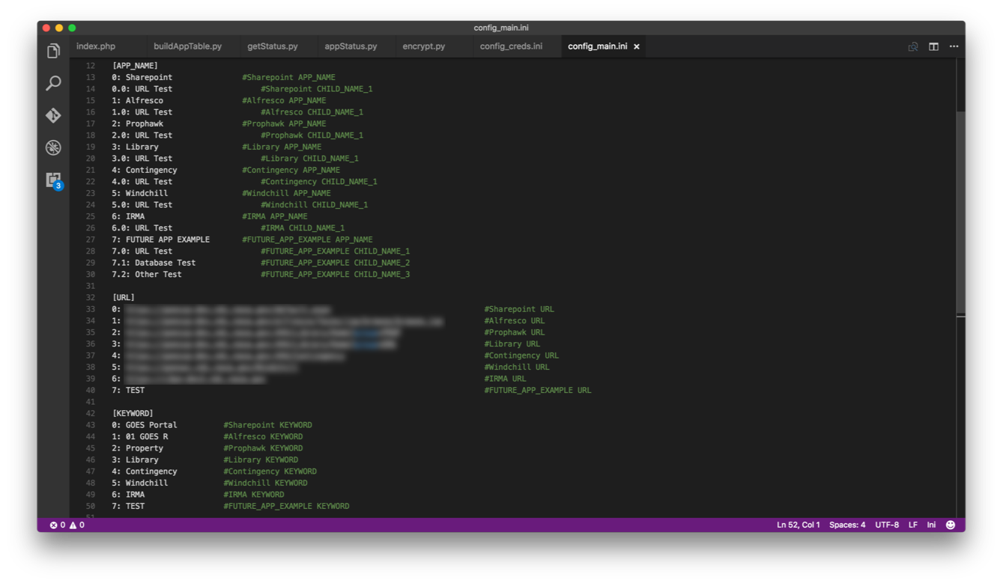 config_main.ini
index.php buildAppTable.py getStatus.py appStatus.py encrypt.py config_creds.ini config_main.ini ×
12 [APP_NAME]
13 0: Sharepoint #Sharepoint APP_NAME
14 0.0: URL Test #Sharepoint CHILD_NAME_1
15 1: Alfresco #Alfresco APP_NAME
16 1.0: URL Test #Alfresco CHILD_NAME_1
17 2: Prophawk #Prophawk APP_NAME
18 2.0: URL Test #Prophawk CHILD_NAME_1
19 3: Library #Library APP_NAME
20 3.0: URL Test #Library CHILD_NAME_1
21 4: Contingency #Contingency APP_NAME
22 4.0: URL Test #Contingency CHILD_NAME_1
23 5: Windchill #Windchill APP_NAME
24 5.0: URL Test #Windchill CHILD_NAME_1
25 6: IRMA #IRMA APP_NAME
26 6.0: URL Test #IRMA CHILD_NAME_1
27 7: FUTURE APP EXAMPLE #FUTURE_APP_EXAMPLE APP_NAME
28 7.0: URL Test #FUTURE_APP_EXAMPLE CHILD_NAME_1
29 7.1: Database Test #FUTURE_APP_EXAMPLE CHILD_NAME_2
30 7.2: Other Test #FUTURE_APP_EXAMPLE CHILD_NAME_3
31
32 [URL]
33 0: #Sharepoint URL
34 1: #Alfresco URL
35 2: #Prophawk URL
36 3: #Library URL
37 4: #Contingency URL
38 5: #Windchill URL
39 6: #IRMA URL
40 7: TEST #FUTURE_APP_EXAMPLE URL
41
42 [KEYWORD]
43 0: GOES Portal #Sharepoint KEYWORD
44 1: 01 GOES R #Alfresco KEYWORD
45 2: Property #Prophawk KEYWORD
46 3: Library #Library KEYWORD
47 4: Contingency #Contingency KEYWORD
48 5: Windchill #Windchill KEYWORD
49 6: IRMA #IRMA KEYWORD
50 7: TEST #FUTURE_APP_EXAMPLE KEYWORD
51
3
0 0 Ln 52, Col 1 Spaces: 4 UTF-8 LF Ini